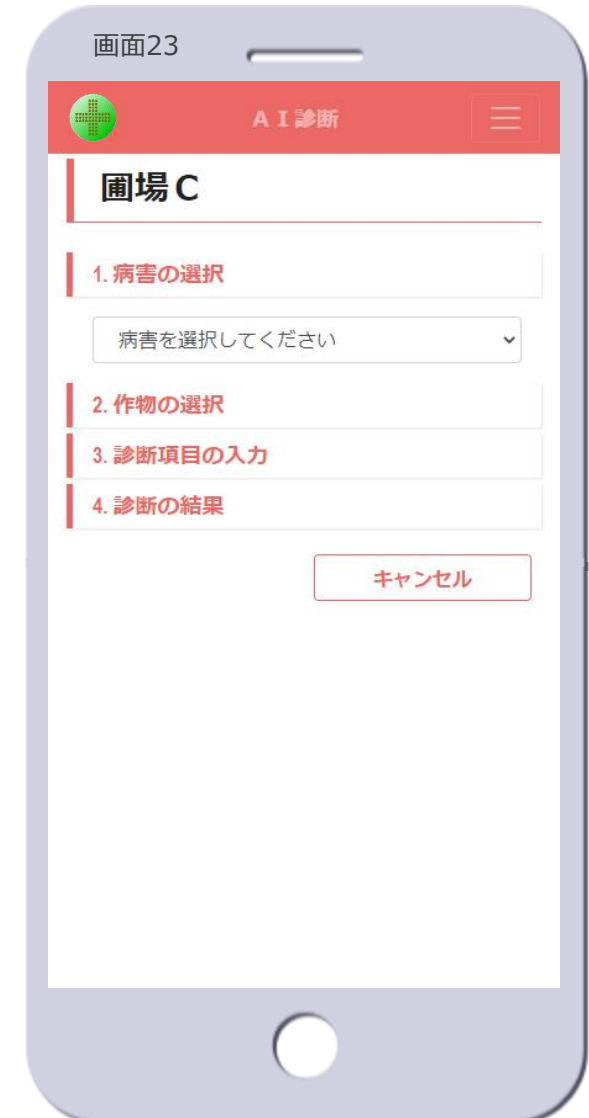 画面23
ＡＩ診断
圃場Ｃ
1. 病害の選択
病害を選択してください
2. 作物の選択
3. 診断項目の入力
4. 診断の結果
キャンセル